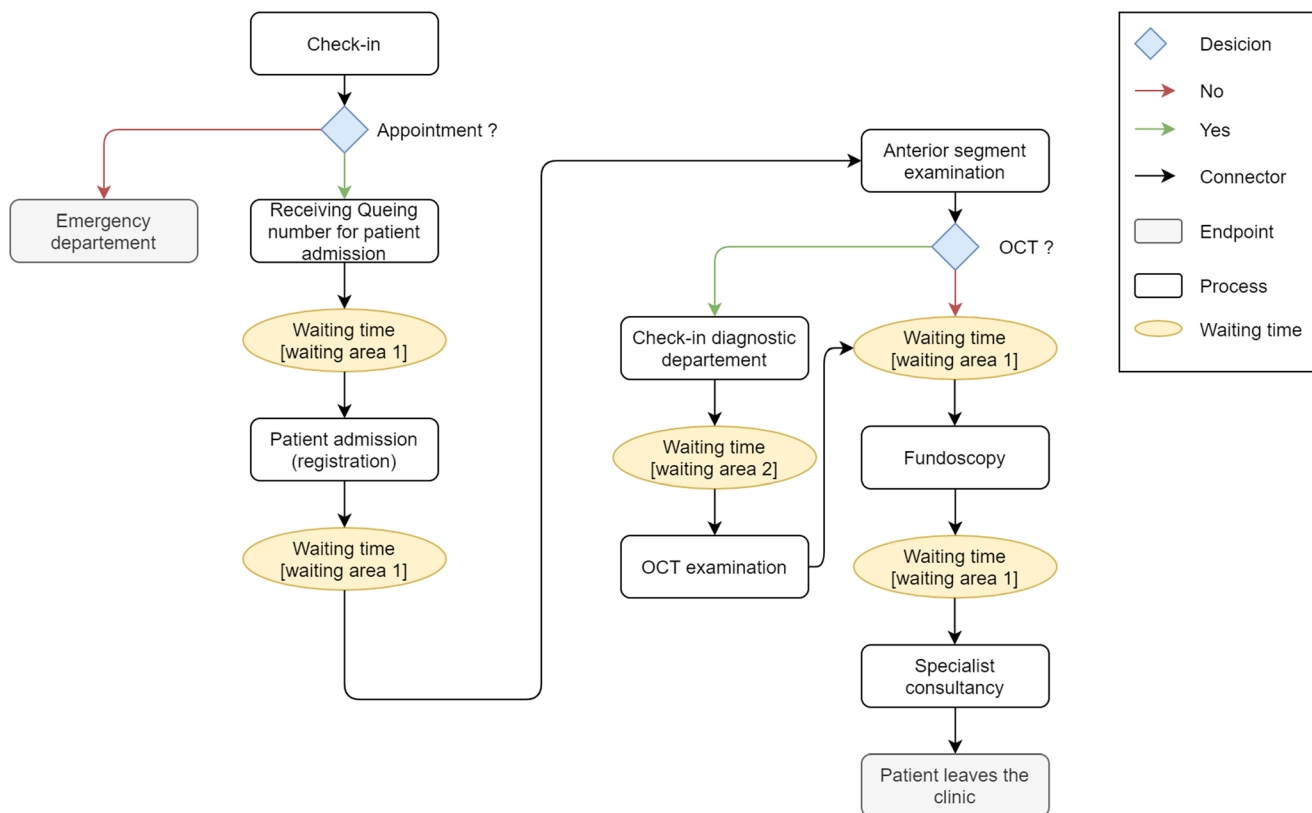 Check-in
Appointment ?
Emergency
departement
Receiving Queing
number for patient
admission
Waiting time
[waiting area 1]
Patient admission
(registration)
Waiting time
[waiting area 1]
Anterior segment
examination
OCT ?
Check-in diagnostic
departement
Waiting time
[waiting area 2]
OCT examination
Waiting time
[waiting area 1]
Fundoscopy
Waiting time
[waiting area 1]
Specialist
consultancy
Patient leaves the
clinic
Desicion
No
Yes
Connector
Endpoint
Process
Waiting time